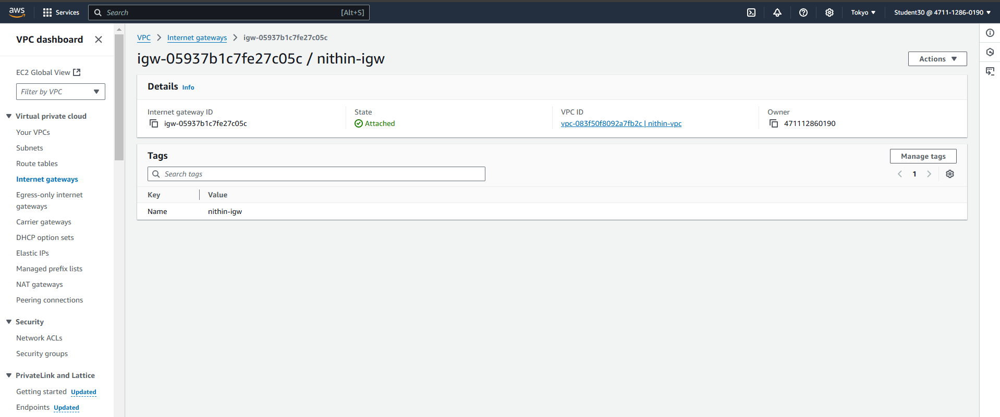 aws Services Search [Alt+S] Tokyo Student30 @ 4711-1286-0190
VPC dashboard
EC2 Global View
Filter by VPC
Virtual private cloud
Your VPCs
Subnets
Route tables
Internet gateways
Egress-only internet
gateways
Carrier gateways
DHCP option sets
Elastic IPs
Managed prefix lists
NAT gateways
Peering connections
Security
Network ACLs
Security groups
PrivateLink and Lattice
Getting started Updated
Endpoints Updated
VPC Internet gateways igw-05937b1c7fe27c05c
igw-05937b1c7fe27c05c / nithin-igw
Actions
Details Info
Internet gateway ID
igw-05937b1c7fe27c05c
State
Attached
VPC ID
vpc-083f50f8092a7fb2c | nithin-vpc
Owner
471112860190
Tags
Manage tags
Search tags
1
Key Value
Name nithin-igw